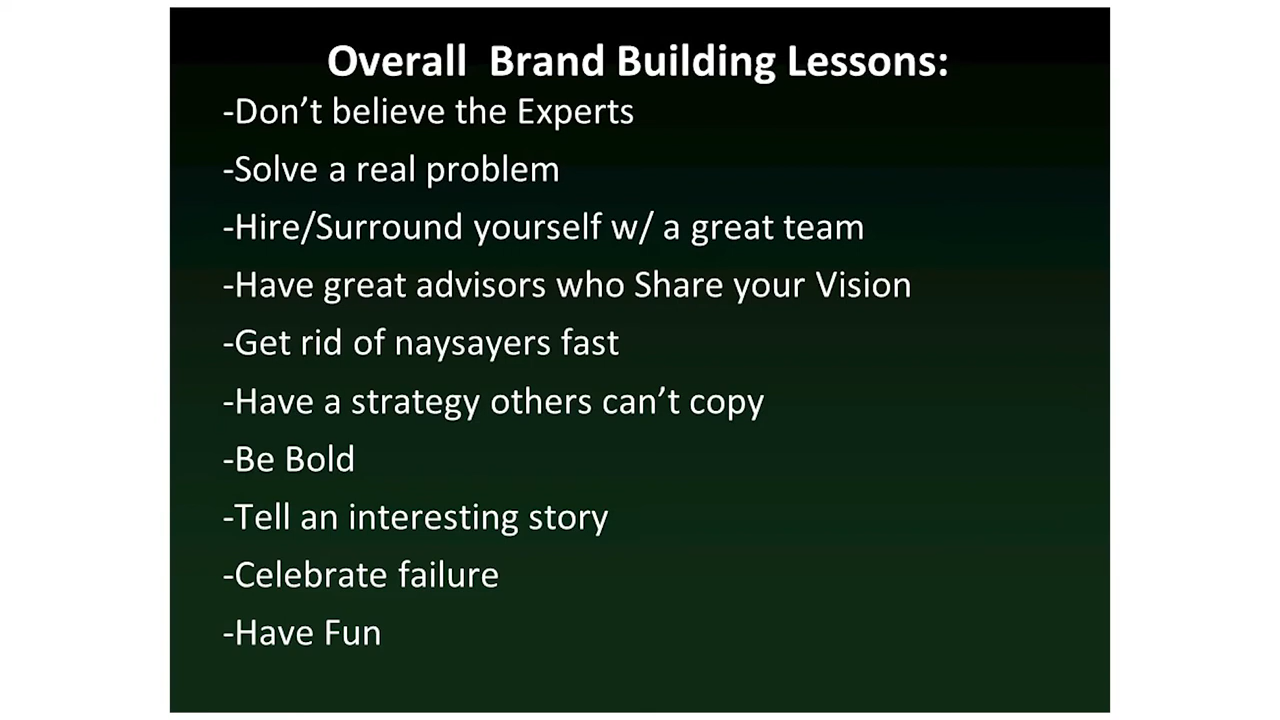 Overall Brand Building Lessons:
-Don’t believe the Experts
-Solve a real problem
-Hire/Surround yourself w/ a great team
-Have great advisors who Share your Vision
-Get rid of naysayers fast
-Have a strategy others can’t copy
-Be Bold
-Tell an interesting story
-Celebrate failure
-Have Fun